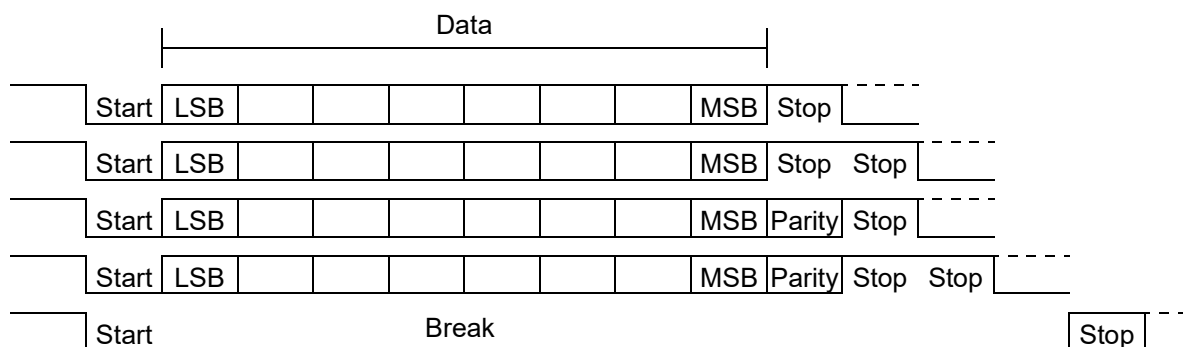 Data
Start LSB MSB Stop
Start LSB MSB Stop Stop
Start LSB MSB Parity Stop
Start LSB MSB Parity Stop Stop
Start Break Stop